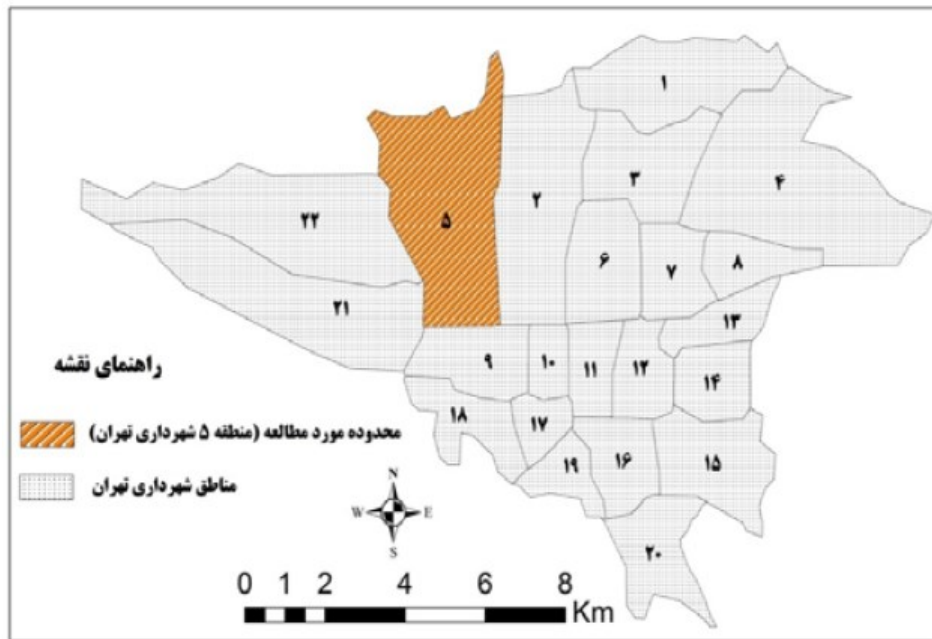 ۱
۲
۳
۴
۵
۶
۷
۸
۲۲
۲۱
۱۳
۹
۱۰
۱۱
۱۲
۱۴
۱۸
۱۷
۱۹
۱۶
۱۵
۲۰
راهنمای نقشه
محدوده مورد مطالعه (منطقه ۵ شهرداری تهران)
مناطق شهرداری تهران
N
W E
S
0 1 2 4 6 8
Km